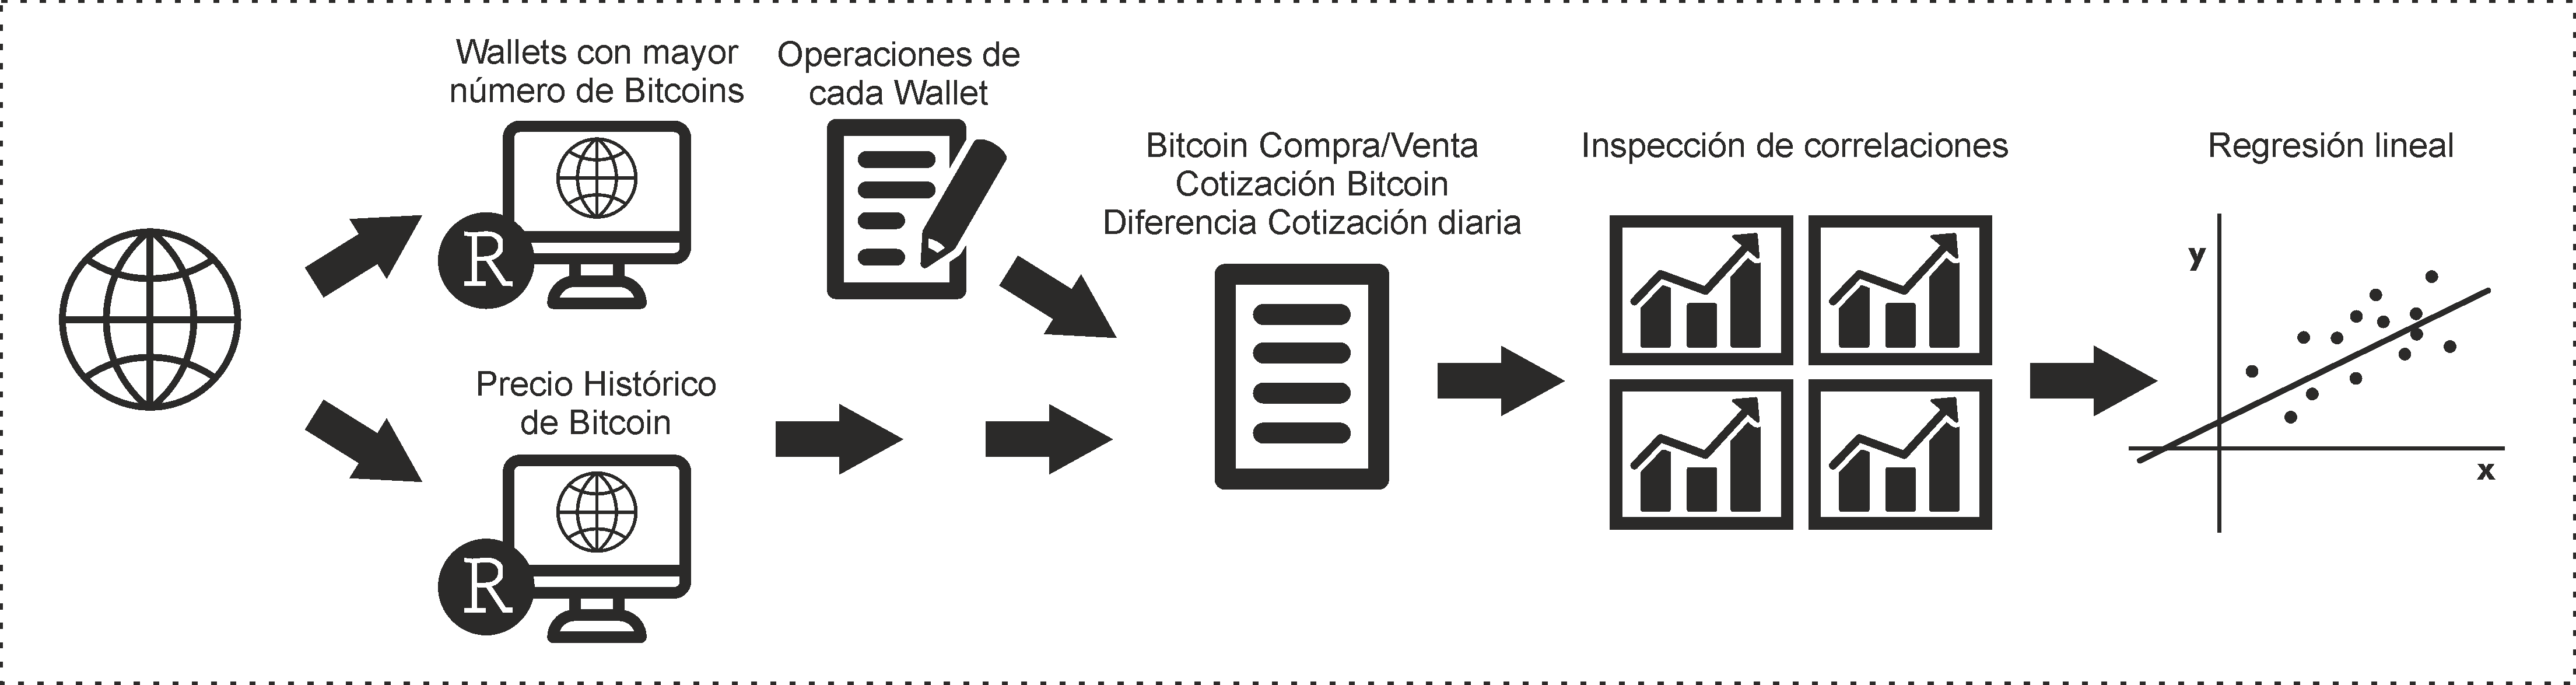 Wallets con mayor
número de Bitcoins
R
Operaciones de
cada Wallet
Precio Histórico
de Bitcoin
R
Bitcoin Compra/Venta
Cotización Bitcoin
Diferencia Cotización diaria
Inspección de correlaciones
Regresión lineal
y
x